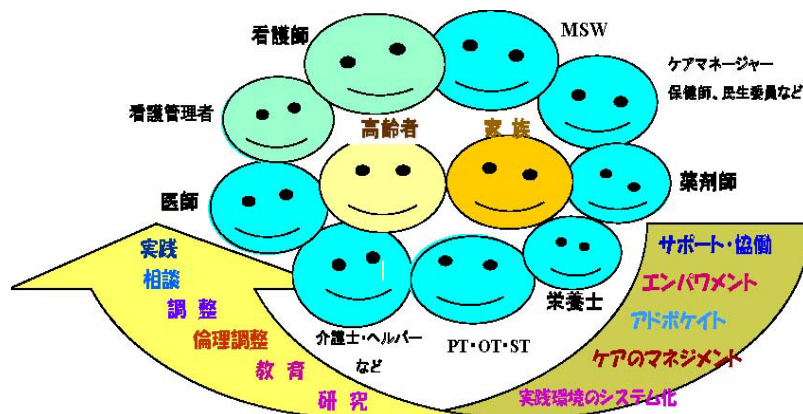 看護師
MSW
ケアマネージャー
保健師、民生委員など
看護管理者
高齢者
家族
医師
薬剤師
実践
相談
調整
倫理調整
教育
研究
介護士・ヘルパー
など
PT・OT・ST
栄養士
サポート・協働
エンパワメント
アドボケイト
ケアのマネジメント
実践環境のシステム化